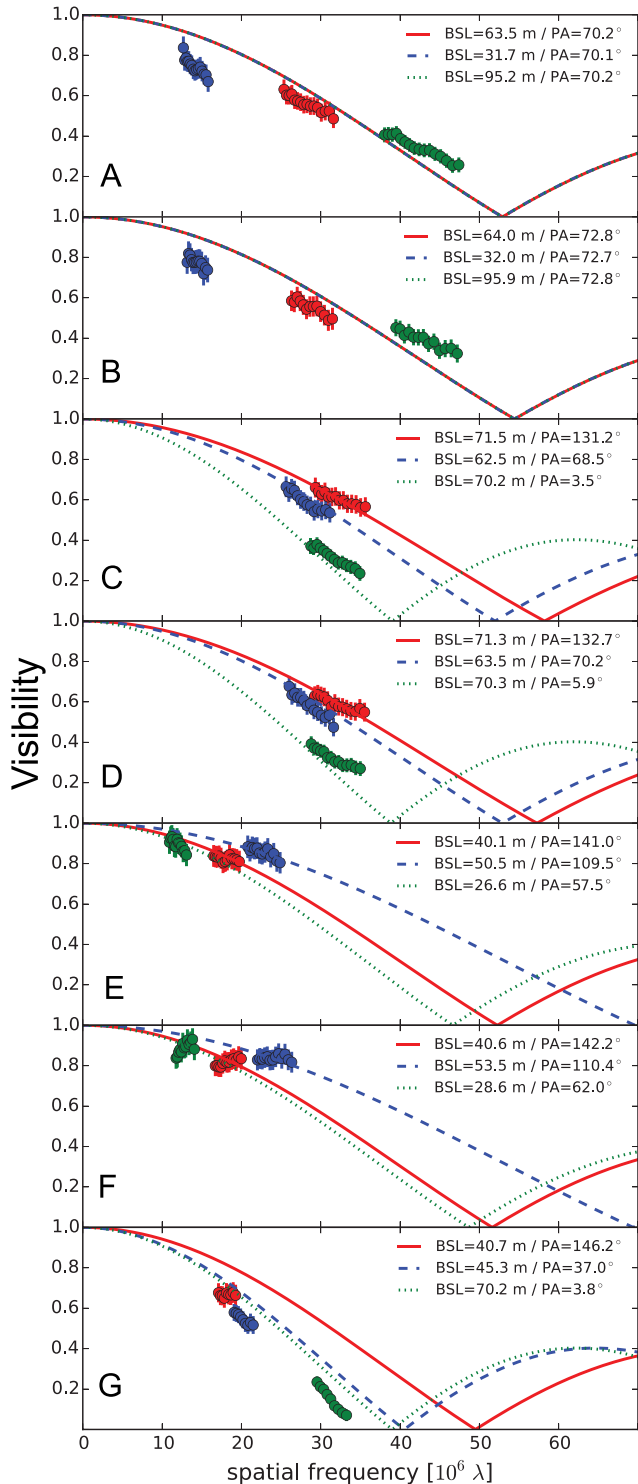 1.0
0.8
0.6
0.4
0.2
A
BSL=63.5 m / PA=70.2°
BSL=31.7 m / PA=70.1°
BSL=95.2 m / PA=70.2°
1.0
0.8
0.6
0.4
0.2
B
BSL=64.0 m / PA=72.8°
BSL=32.0 m / PA=72.7°
BSL=95.9 m / PA=72.8°
1.0
0.8
0.6
0.4
0.2
C
BSL=71.5 m / PA=131.2°
BSL=62.5 m / PA=68.5°
BSL=70.2 m / PA=3.5°
1.0
0.8
0.6
0.4
0.2
D
BSL=71.3 m / PA=132.7°
BSL=63.5 m / PA=70.2°
BSL=70.3 m / PA=5.9°
Visibility
1.0
0.8
0.6
0.4
0.2
E
BSL=40.1 m / PA=141.0°
BSL=50.5 m / PA=109.5°
BSL=26.6 m / PA=57.5°
1.0
0.8
0.6
0.4
0.2
F
BSL=40.6 m / PA=142.2°
BSL=53.5 m / PA=110.4°
BSL=28.6 m / PA=62.0°
1.0
0.8
0.6
0.4
0.2
G
BSL=40.7 m / PA=146.2°
BSL=45.3 m / PA=37.0°
BSL=70.2 m / PA=3.8°
0 10 20 30 40 50 60
spatial frequency [10⁶ λ]